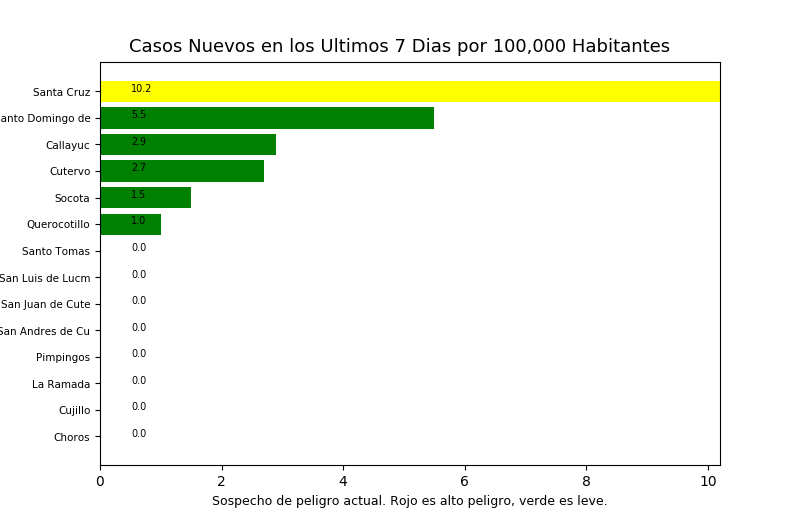 Casos Nuevos en los Ultimos 7 Dias por 100,000 Habitantes
Santa Cruz 10.2
anto Domingo de 5.5
Callayuc 2.9
Cutervo 2.7
Socota 1.5
Querocotillo 1.0
Santo Tomas 0.0
San Luis de Lucm 0.0
San Juan de Cute 0.0
San Andres de Cu 0.0
Pimpingos 0.0
La Ramada 0.0
Cujillo 0.0
Choros 0.0
0 2 4 6 8 10
Sospecho de peligro actual. Rojo es alto peligro, verde es leve.